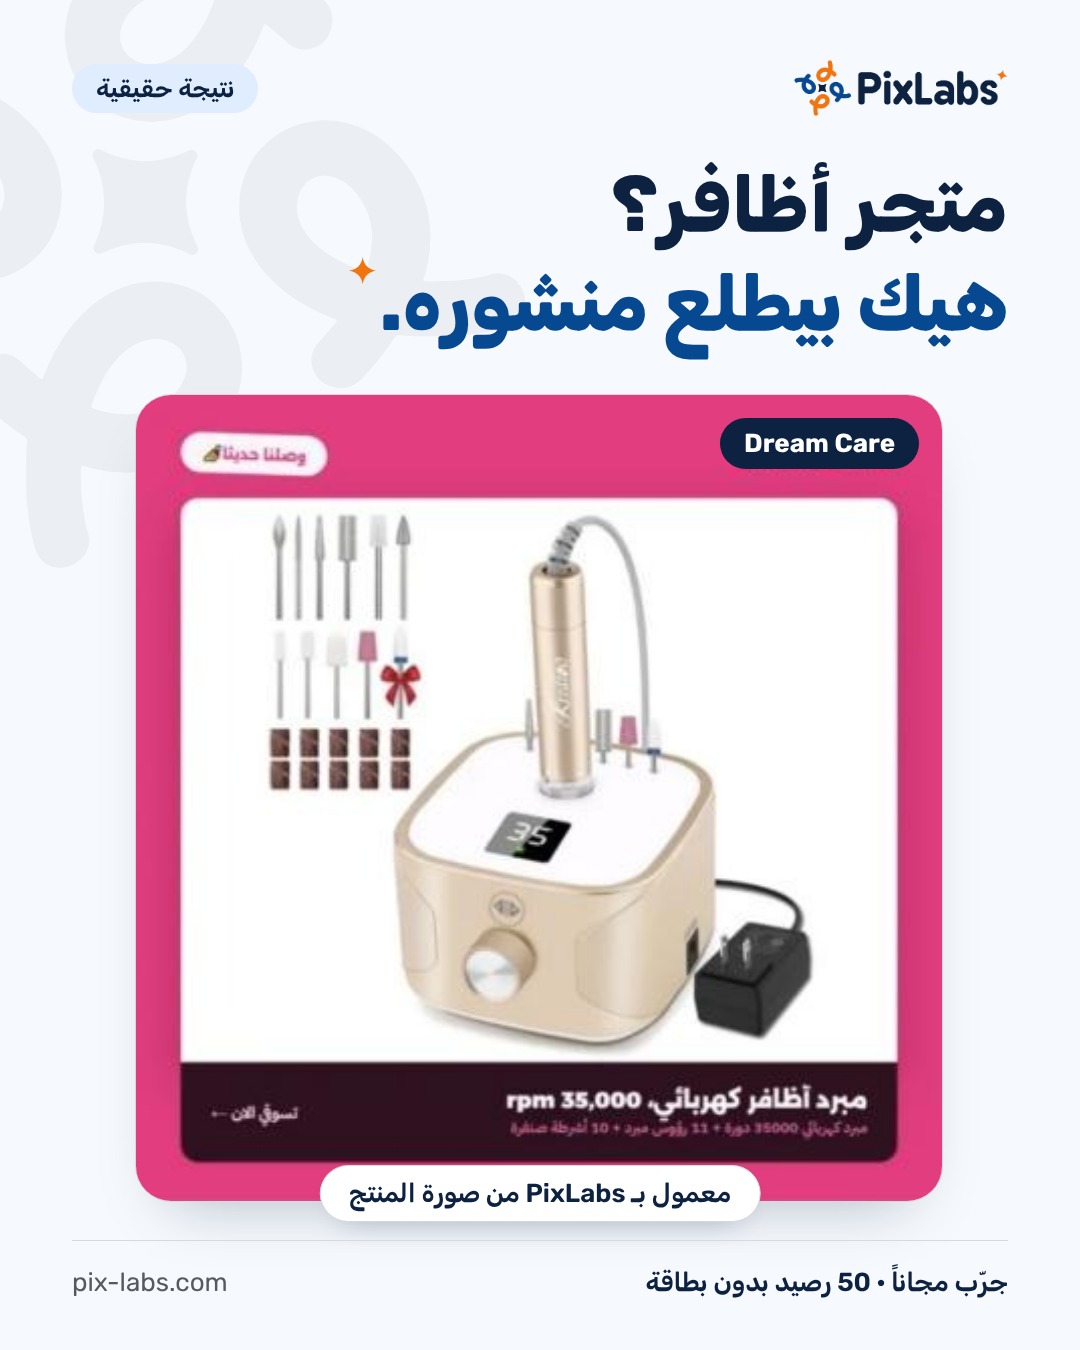 PixLabs
نتيجة حقيقية
متجر أظافر؟
هيك بيطلع منشوره.
Dream Care
وصلنا حديثا💅
35
مبرد أظافر كهربائي، 35,000 rpm
مبرد كهربائي 35000 دورة + 11 رؤوس مبرد + 10 أشرطة صنفرة
تسوقي الان ←
معمول بـ PixLabs من صورة المنتج
جرّب مجاناً • 50 رصيد بدون بطاقة
pix-labs.com